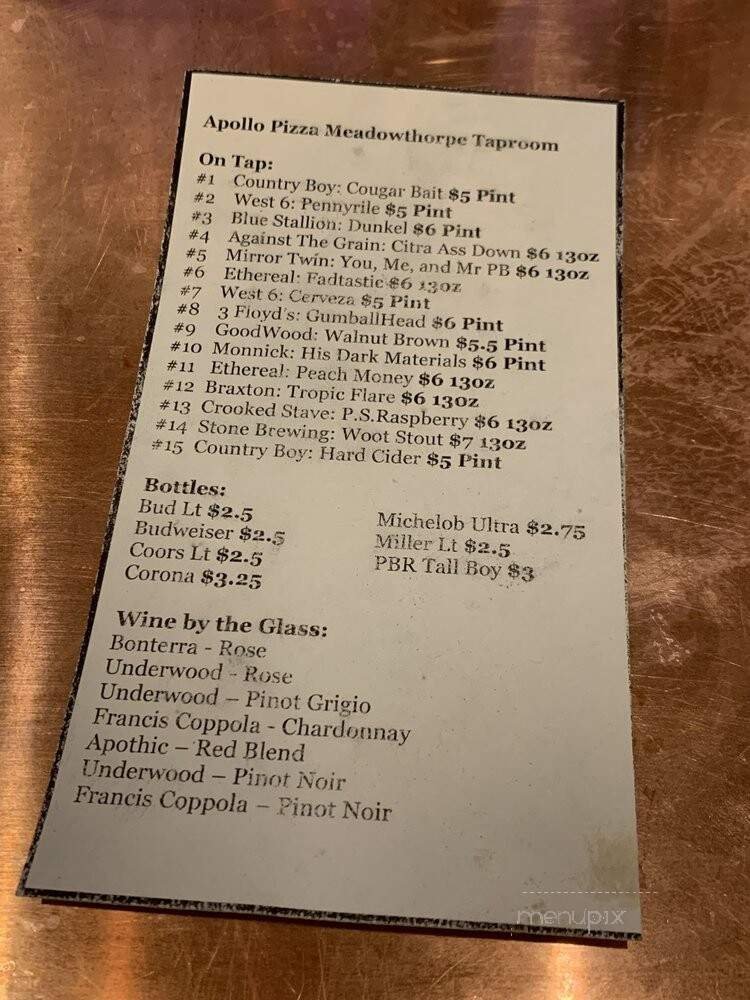 Apollo Pizza Meadowthorpe Taproom
On Tap:
#1 Country Boy: Cougar Bait $5 Pint
#2 West 6: Pennyrile $5 Pint
#3 Blue Stallion: Dunkel $6 Pint
#4 Against The Grain: Citra Ass Down $6 13oz
#5 Mirror Twin: You, Me, and Mr PB $6 13oz
#6 Ethereal: Fadtastic $6 13oz
#7 West 6: Cerveza $5 Pint
#8 3 Floyd's: GumballHead $6 Pint
#9 GoodWood: Walnut Brown $5.5 Pint
#10 Monnick: His Dark Materials $6 Pint
#11 Ethereal: Peach Money $6 13oz
#12 Braxton: Tropic Flare $6 13oz
#13 Crooked Stave: P.S.Raspberry $6 13oz
#14 Stone Brewing: Woot Stout $7 13oz
#15 Country Boy: Hard Cider $5 Pint
Bottles:
Bud Lt $2.5
Budweiser $2.5
Coors Lt $2.5
Corona $3.25
Michelob Ultra $2.75
Miller Lt $2.5
PBR Tall Boy $3
Wine by the Glass:
Bonterra - Rose
Underwood - Rose
Underwood – Pinot Grigio
Francis Coppola - Chardonnay
Apothic – Red Blend
Underwood – Pinot Noir
Francis Coppola – Pinot Noir
menupix